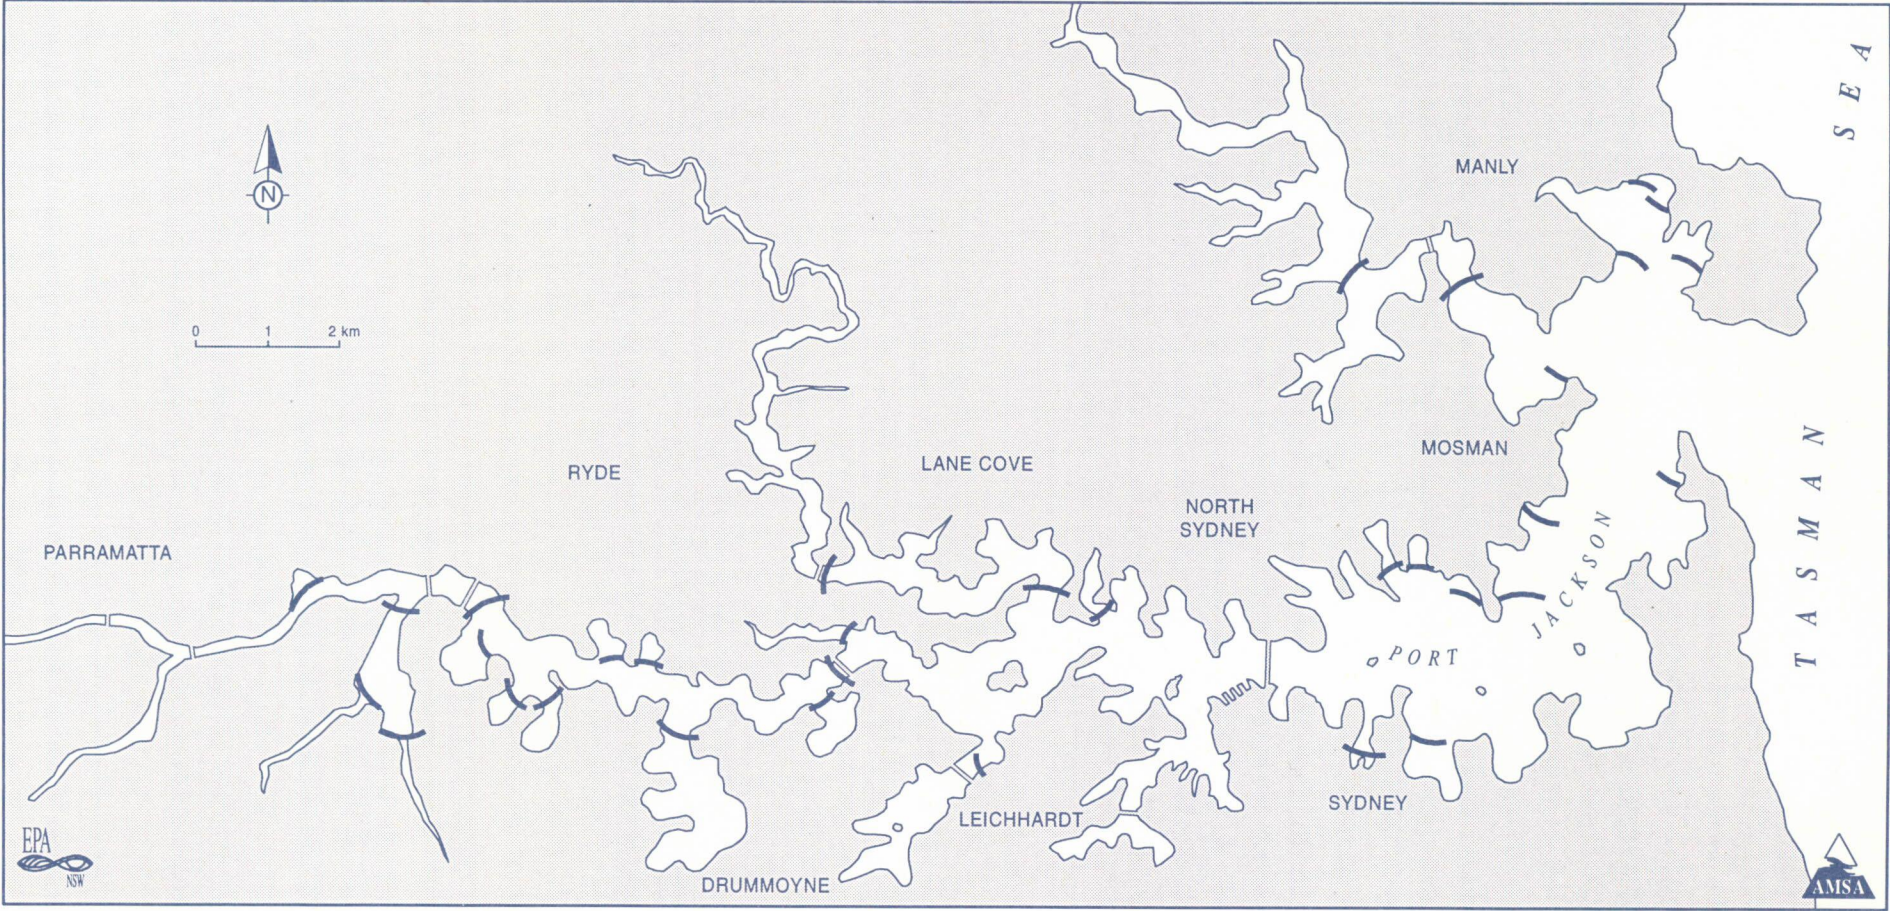 SEA
MANLY
N
0 1 2 km
MOSMAN
LANE COVE
RYDE
NORTH
SYDNEY
PARRAMATTA
JACKSON
PORT
TASMAN
SYDNEY
LEICHHARDT
DRUMMOYNE
EPA
NSW
AMSA